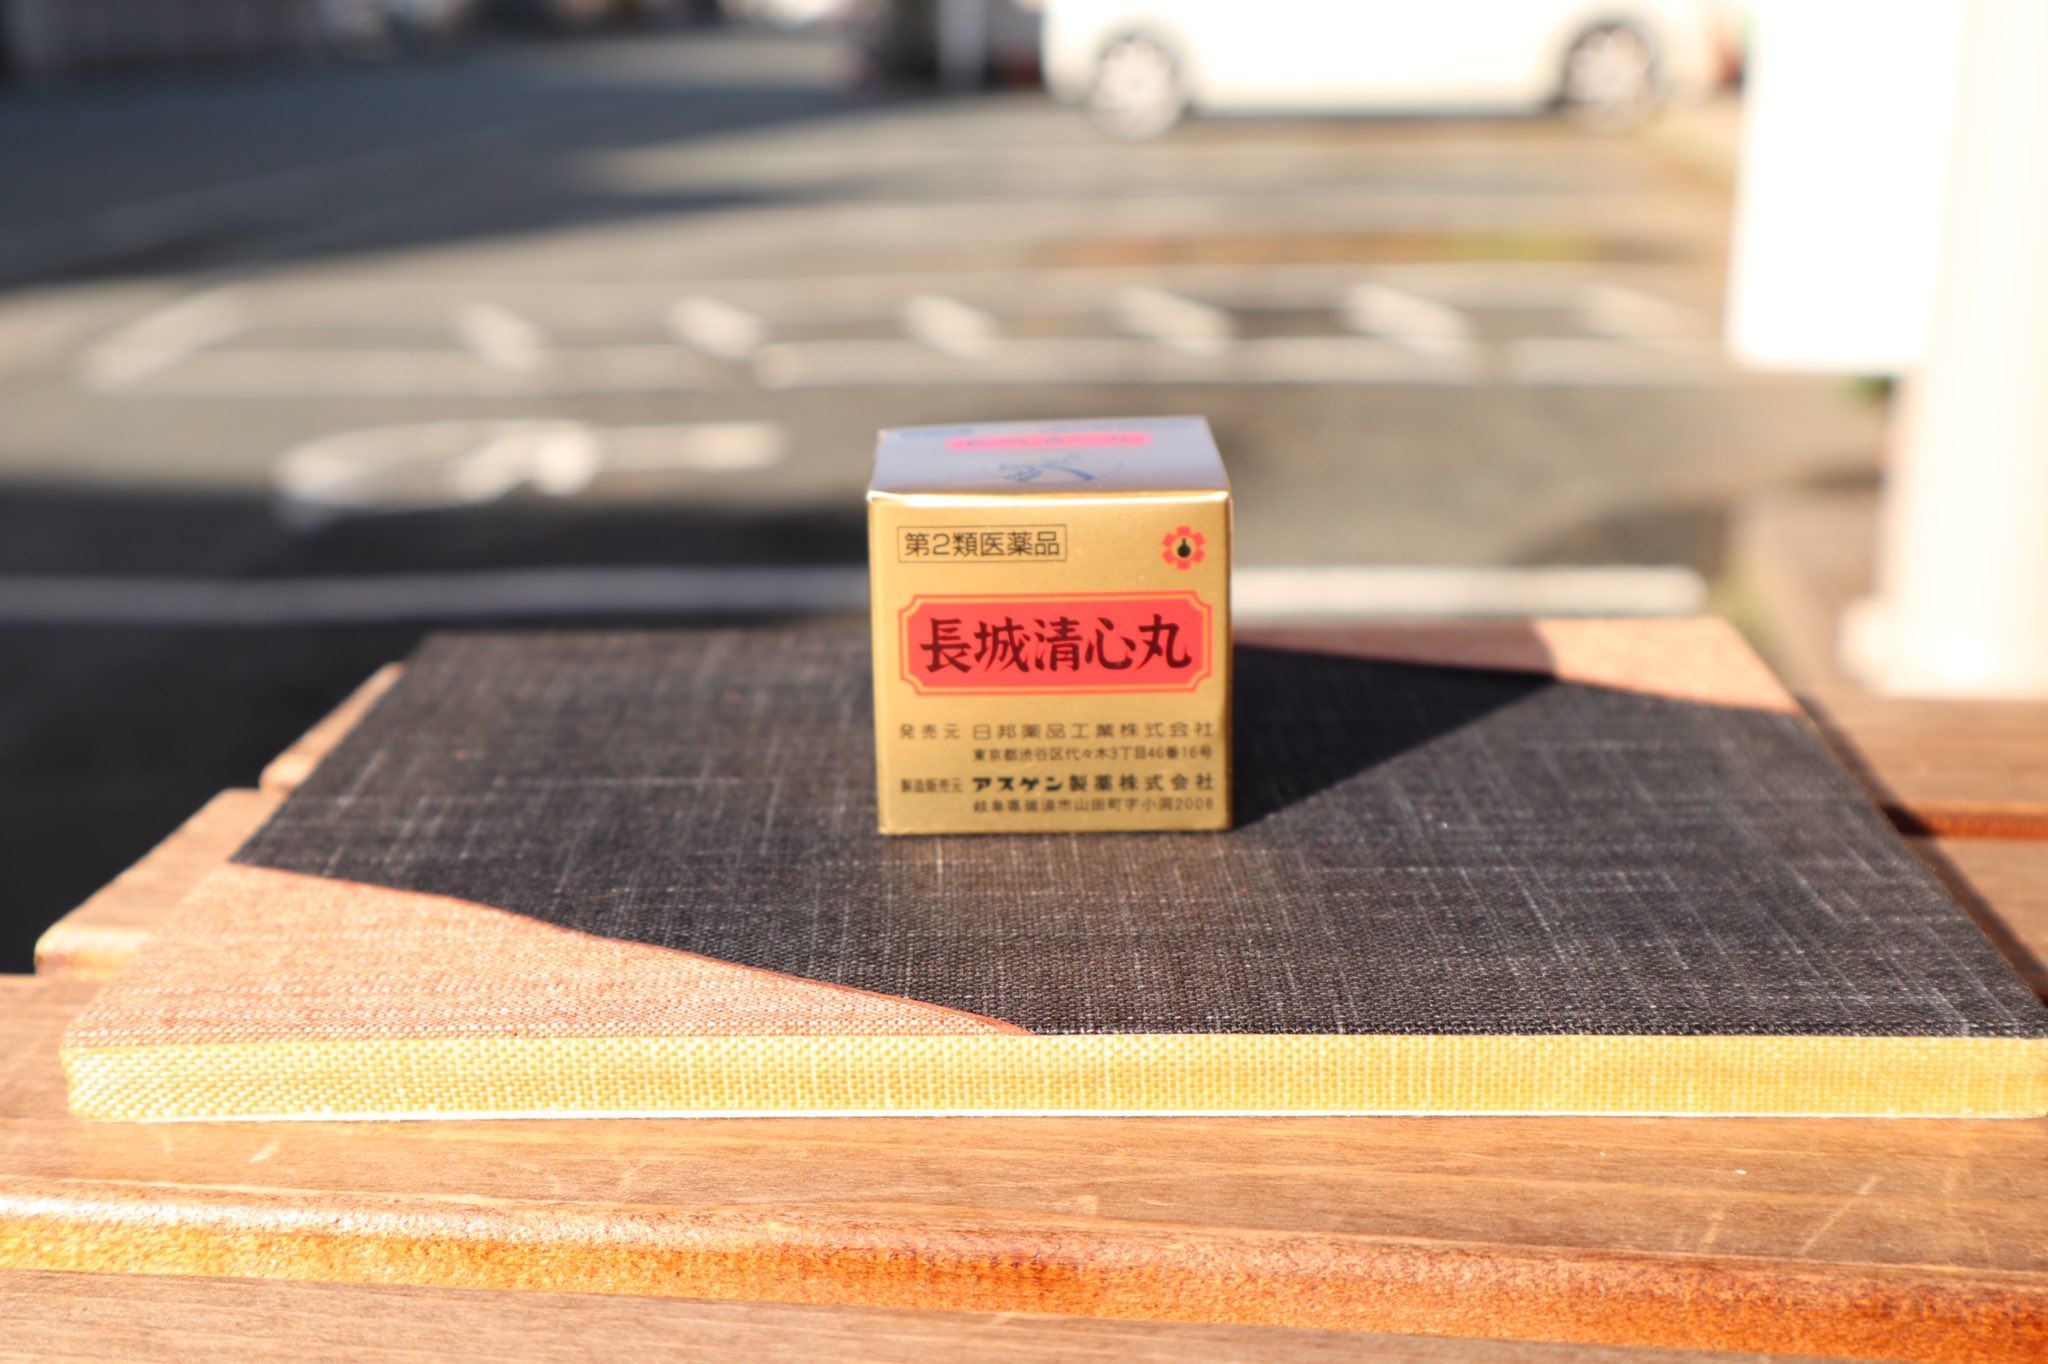 第2類医薬品
長城清心丸
発売元 日邦薬品工業株式会社
東京都渋谷区代々木3丁目46番16号
製造販売元 アスゲン製薬株式会社
岐阜県美濃市山田町字小洞2008